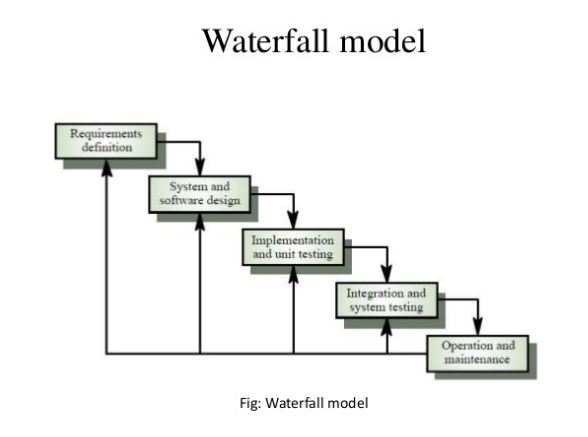 Waterfall model
Requirements
definition
System and
software design
Implementation
and unit testing
Integration and
system testing
Operation and
maintenance
Fig: Waterfall model